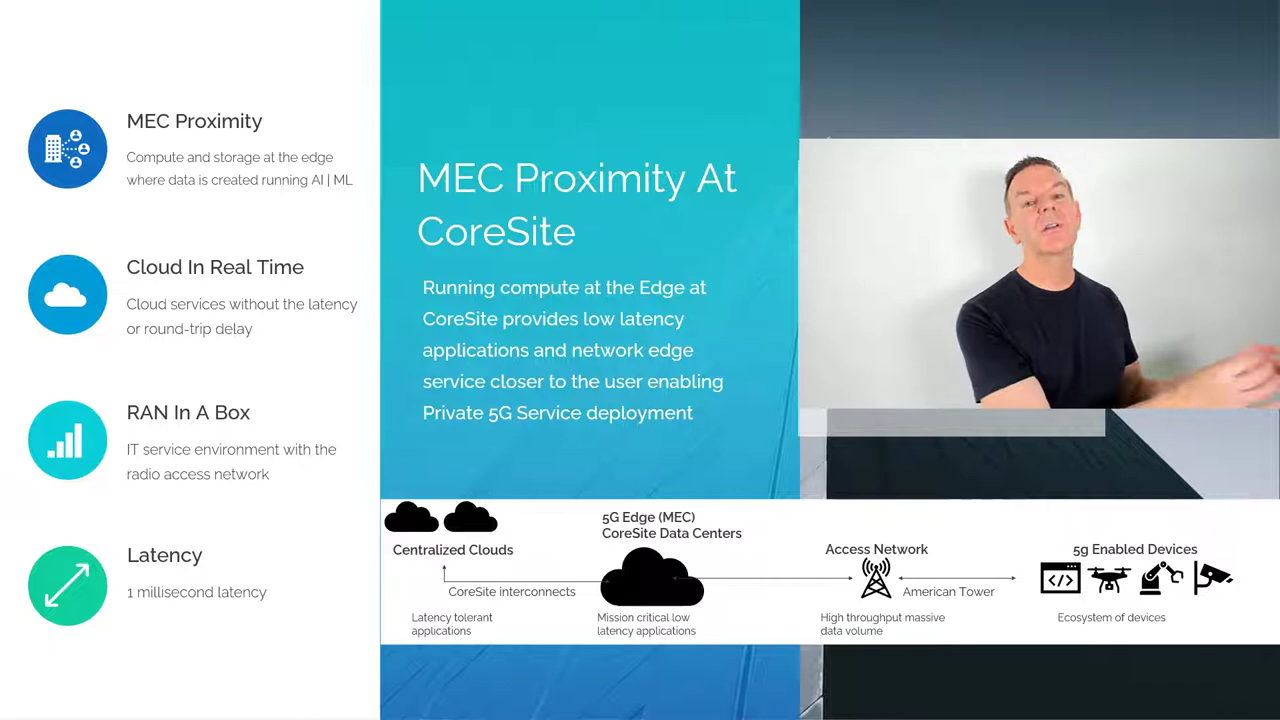 MEC Proximity
Compute and storage at the edge
where data is created running AI | ML
Cloud In Real Time
Cloud services without the latency
or round-trip delay
RAN In A Box
IT service environment with the
radio access network
Latency
1 millisecond latency
MEC Proximity At
CoreSite
Running compute at the Edge at
CoreSite provides low latency
applications and network edge
service closer to the user enabling
Private 5G Service deployment
Centralized Clouds
CoreSite interconnects
Latency tolerant
applications
5G Edge (MEC)
CoreSite Data Centers
Mission critical low
latency applications
Access Network
American Tower
High throughput massive
data volume
5g Enabled Devices
</>
Ecosystem of devices